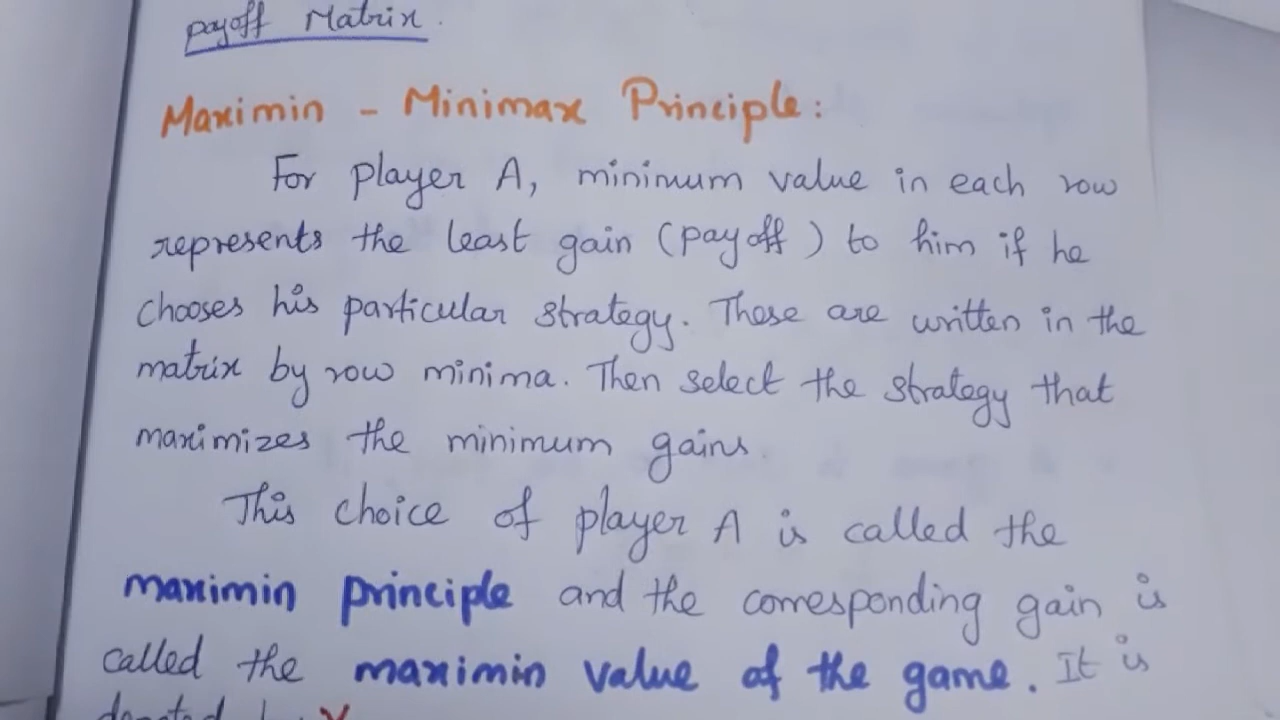 payoff Matrix.
Maximin - Minimax Principle:
For player A, minimum value in each row
represents the least gain (payoff) to him if he
chooses his particular strategy. These are written in the
matrix by row minima. Then select the strategy that
maximizes the minimum gains.
This choice of player A is called the
maximin principle and the corresponding gain is
called the maximin value of the game. It is